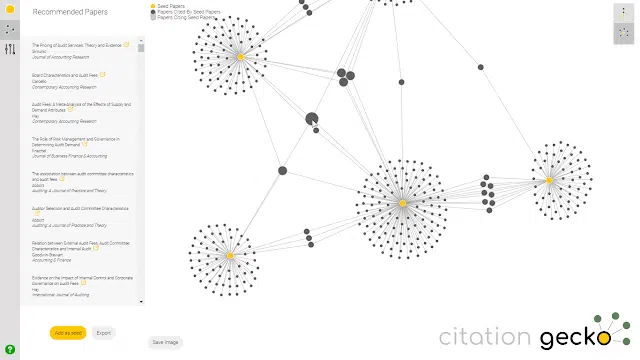 Recommended Papers
The Pricing of Audit Services: Theory and Evidence
Simunic
Journal of Accounting Research
Board Characteristics and Audit Fees
Carcello
Contemporary Accounting Research
Audit Fees: A Meta-Analysis of the Effects of Supply and
Demand Attributes
Hay
Contemporary Accounting Research
The Role of Risk Management and Governance in
Determining Audit Demand
Knechel
Journal of Business Finance & Accounting
The association between audit committee characteristics
and audit fees
Abbott
Auditing: A Journal of Practice and Theory
Auditor Selection and Audit Committee Characteristics
Abbott
Auditing: A Journal of Practice and Theory
Relation between External Audit Fees, Audit Committee
Characteristics and Internal Audit
Goodwin-Stewart
Accounting & Finance
Evidence on the Impact of Internal Control and Corporate
Governance on Audit Fees
Hay
International Journal of Auditing
Add as seed
Export
Seed Papers
Papers Cited By Seed Papers
Papers Citing Seed Papers
Save Image
citation gecko
?